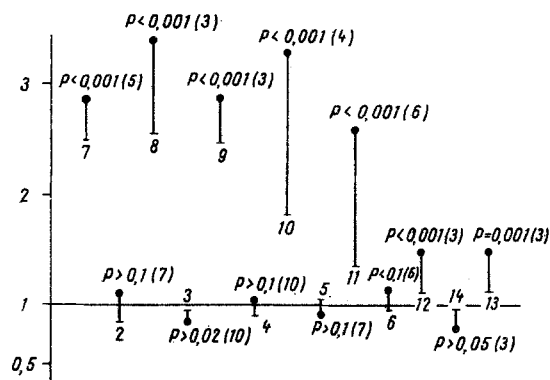 P<0,001(3)
P<0,001(4)
3
P<0,001(5)
P<0,001(3)
P<0,001(6)
7
8
9
2
10
P<0,001(3)
P=0,001(3)
P>0,1(7)
P>0,1(10)
11
P<0,1(6)
3
5
14
1
12
13
2
P>0,02(10)
4
P>0,1(7)
6
P>0,05(3)
0,5